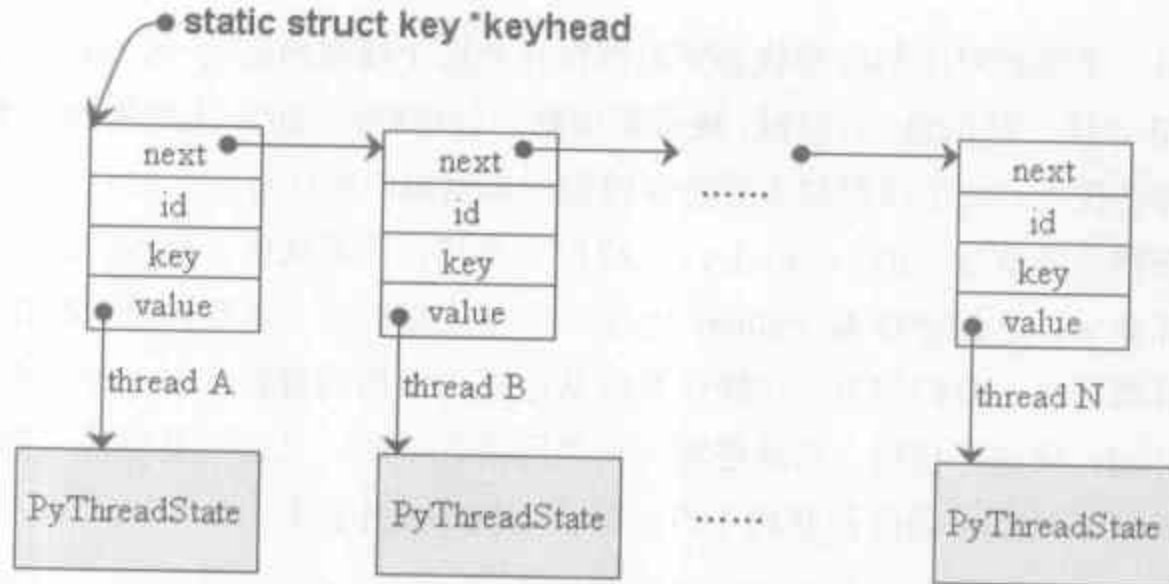 static struct key *keyhead
next
id
key
value
next
id
key
value
......
next
id
key
value
thread A
thread B
thread N
PyThreadState
PyThreadState
......
PyThreadState